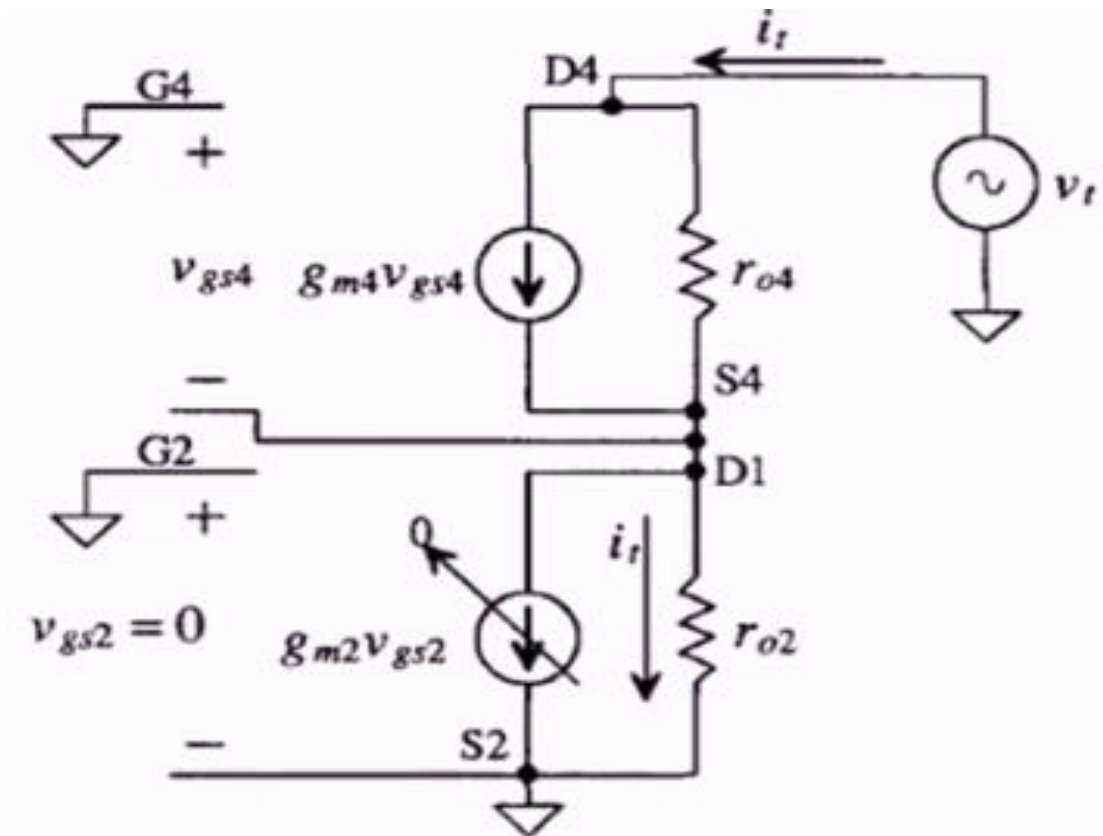 i_t
D4
G4
+
v_t
v_gs4
g_m4 v_gs4
r_o4
−
S4
G2
D1
+
0
i_t
v_gs2 = 0
g_m2 v_gs2
r_o2
−
S2